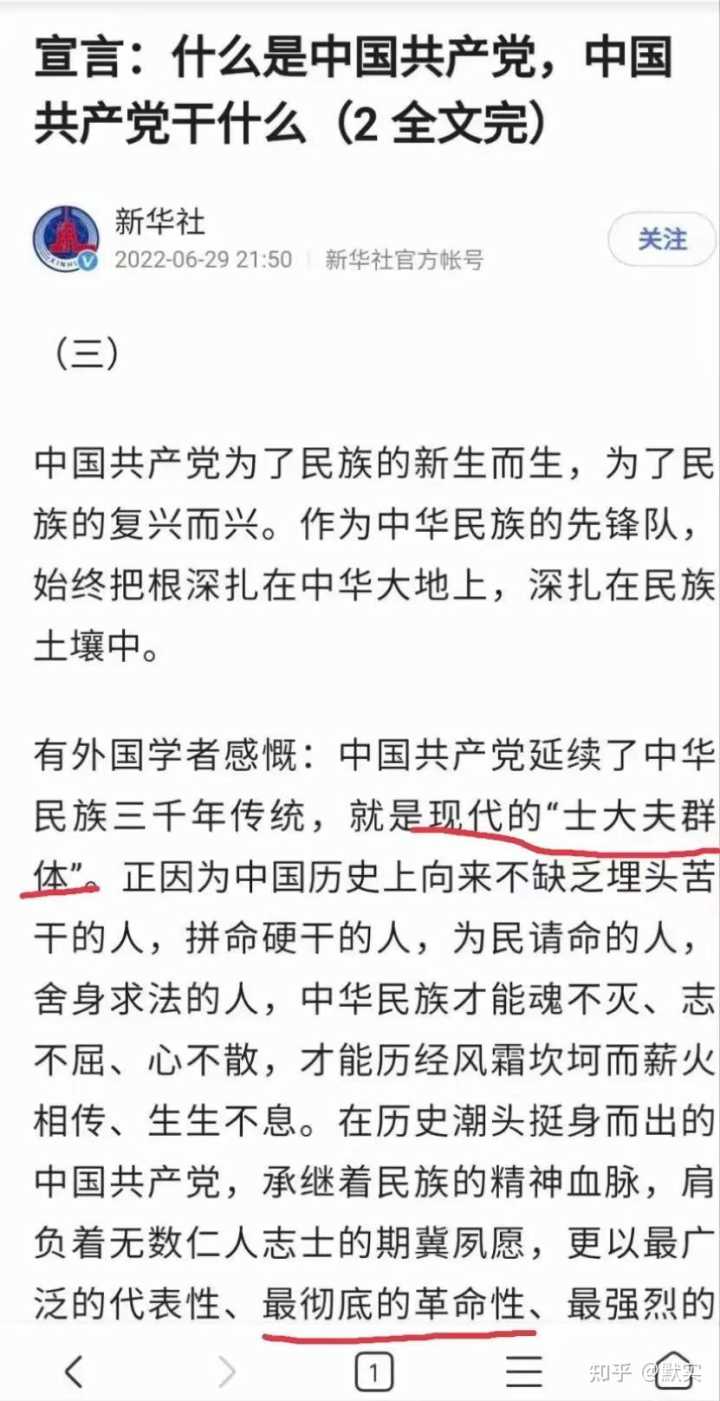 宣言：什么是中国共产党，中国
共产党干什么（2 全文完）
新华社
2022-06-29 21:50 | 新华社官方帐号
关注
（三）
中国共产党为了民族的新生而生，为了民
族的复兴而兴。作为中华民族的先锋队，
始终把根深扎在中华大地上，深扎在民族
土壤中。
有外国学者感慨：中国共产党延续了中华
民族三千年传统，就是现代的“士大夫群
体”。正因为中国历史上向来不缺乏埋头苦
干的人，拼命硬干的人，为民请命的人，
舍身求法的人，中华民族才能魂不灭、志
不屈、心不散，才能历经风霜坎坷而薪火
相传、生生不息。在历史潮头挺身而出的
中国共产党，承继着民族的精神血脉，肩
负着无数仁人志士的期冀夙愿，更以最广
泛的代表性、最彻底的革命性、最强烈的
1
知乎 @默实